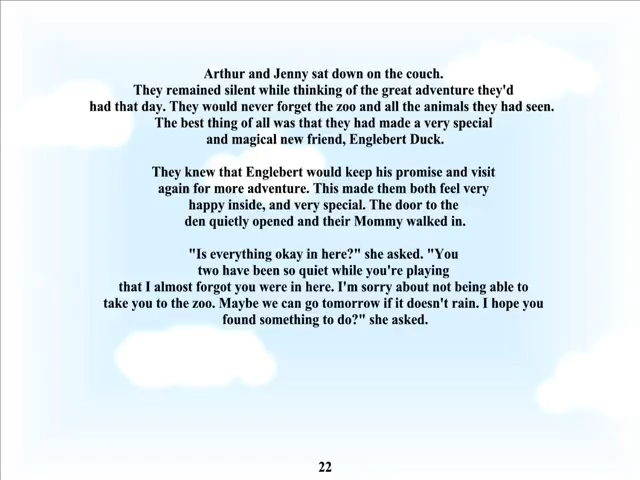 Arthur and Jenny sat down on the couch.
They remained silent while thinking of the great adventure they'd
had that day. They would never forget the zoo and all the animals they had seen.
The best thing of all was that they had made a very special
and magical new friend, Englebert Duck.
They knew that Englebert would keep his promise and visit
again for more adventure. This made them both feel very
happy inside, and very special. The door to the
den quietly opened and their Mommy walked in.
"Is everything okay in here?" she asked. "You
two have been so quiet while you're playing
that I almost forgot you were in here. I'm sorry about not being able to
take you to the zoo. Maybe we can go tomorrow if it doesn't rain. I hope you
found something to do?" she asked.
22